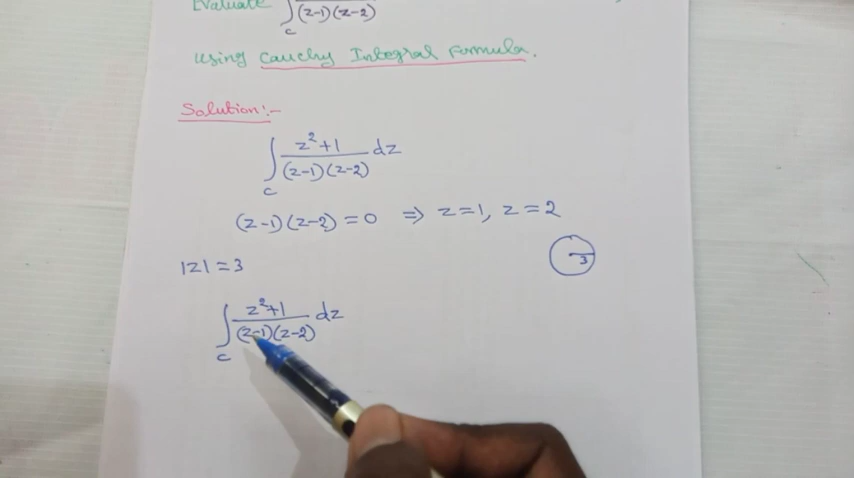 Evaluate ∫_C /(z-1)(z-2)
using Cauchy Integral Formula.
Solution:-
∫_C (z²+1)/((z-1)(z-2)) dz
(z-1)(z-2) = 0 ⇒ z=1, z=2
3
|z| = 3
∫_C (z²+1)/((z-1)(z-2)) dz